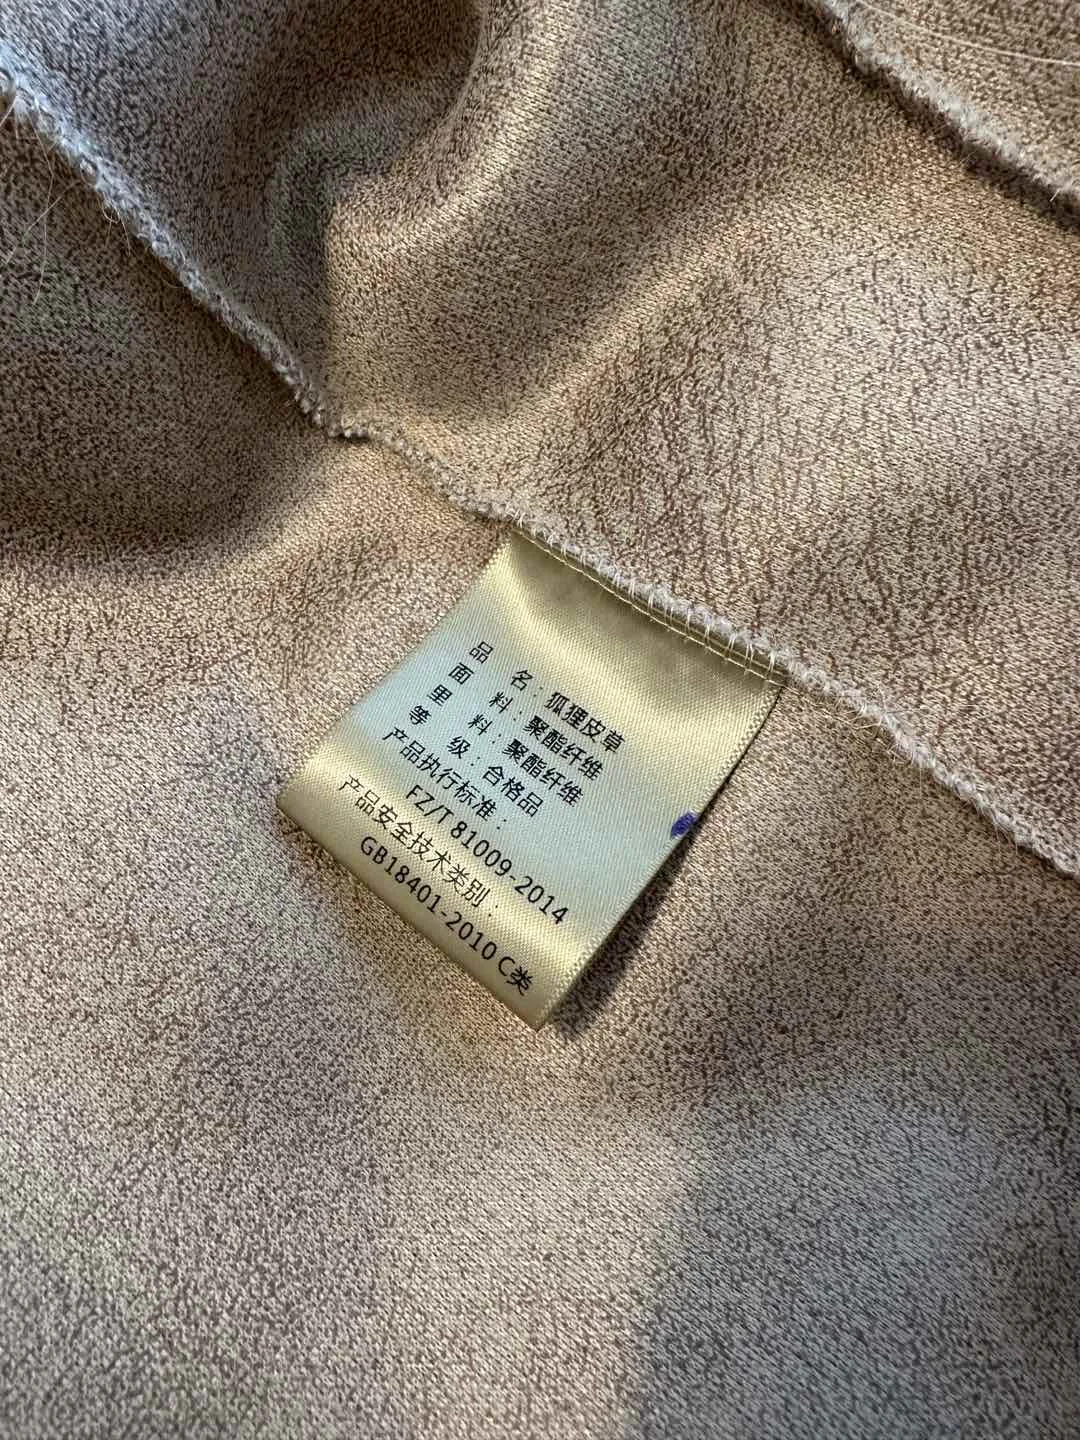 品 名：狐狸皮草
面 料：聚酯纤维
里 料：聚酯纤维
等 级：合格品
产品执行标准：
FZ/T 81009-2014
产品安全技术类别：
GB18401-2010 C类